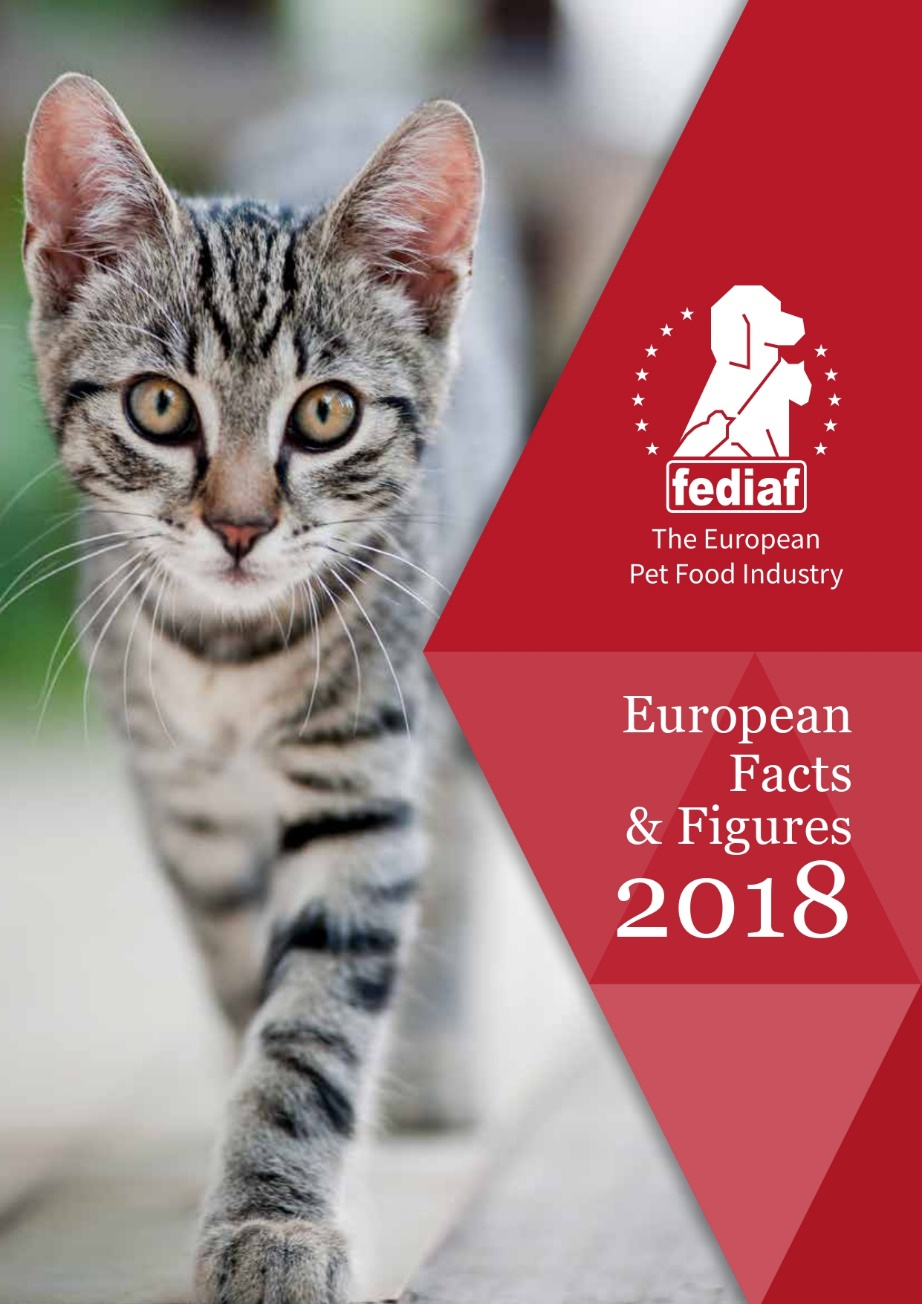 fediaf
The European
Pet Food Industry
European
Facts
& Figures
2018